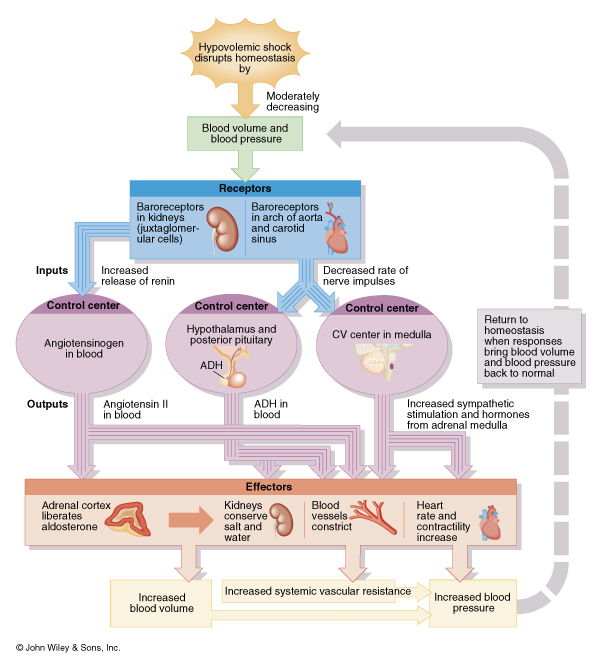 Hypovolemic shock
disrupts homeostasis
by
Moderately
decreasing
Blood volume and
blood pressure
Receptors
Baroreceptors
in kidneys
(juxtaglomer-
ular cells)
Baroreceptors
in arch of aorta
and carotid
sinus
Inputs
Increased
release of renin
Decreased rate of
nerve impulses
Control center
Angiotensinogen
in blood
Control center
Hypothalamus and
posterior pituitary
ADH
Control center
CV center in medulla
Return to
homeostasis
when responses
bring blood volume
and blood pressure
back to normal
Outputs
Angiotensin II
in blood
ADH in
blood
Increased sympathetic
stimulation and hormones
from adrenal medulla
Effectors
Adrenal cortex
liberates
aldosterone
Kidneys
conserve
salt and
water
Blood
vessels
constrict
Heart
rate and
contractility
increase
Increased
blood volume
Increased systemic vascular resistance
Increased blood
pressure
© John Wiley & Sons, Inc.